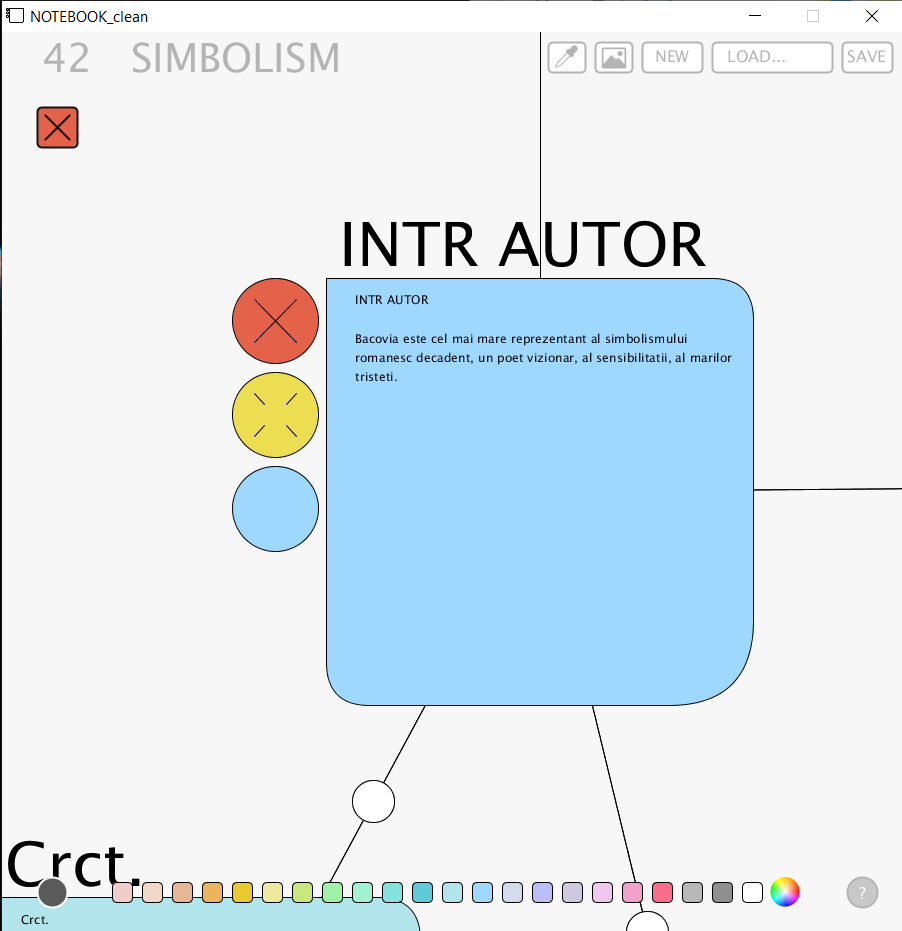 NOTEBOOK_clean
42 SIMBOLISM
NEW LOAD... SAVE
INTR AUTOR
INTR AUTOR
Bacovia este cel mai mare reprezentant al simbolismului
romanesc decadent, un poet vizionar, al sensibilitatii, al marilor
tristeti.
Crct.
?
Crct.